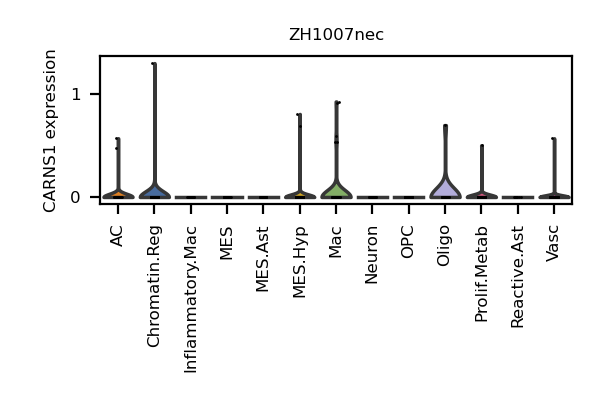 ZH1007nec
CARNS1 expression
1
0
AC
Chromatin.Reg
Inflammatory.Mac
MES
MES.Ast
MES.Hyp
Mac
Neuron
OPC
Oligo
Prolif.Metab
Reactive.Ast
Vasc